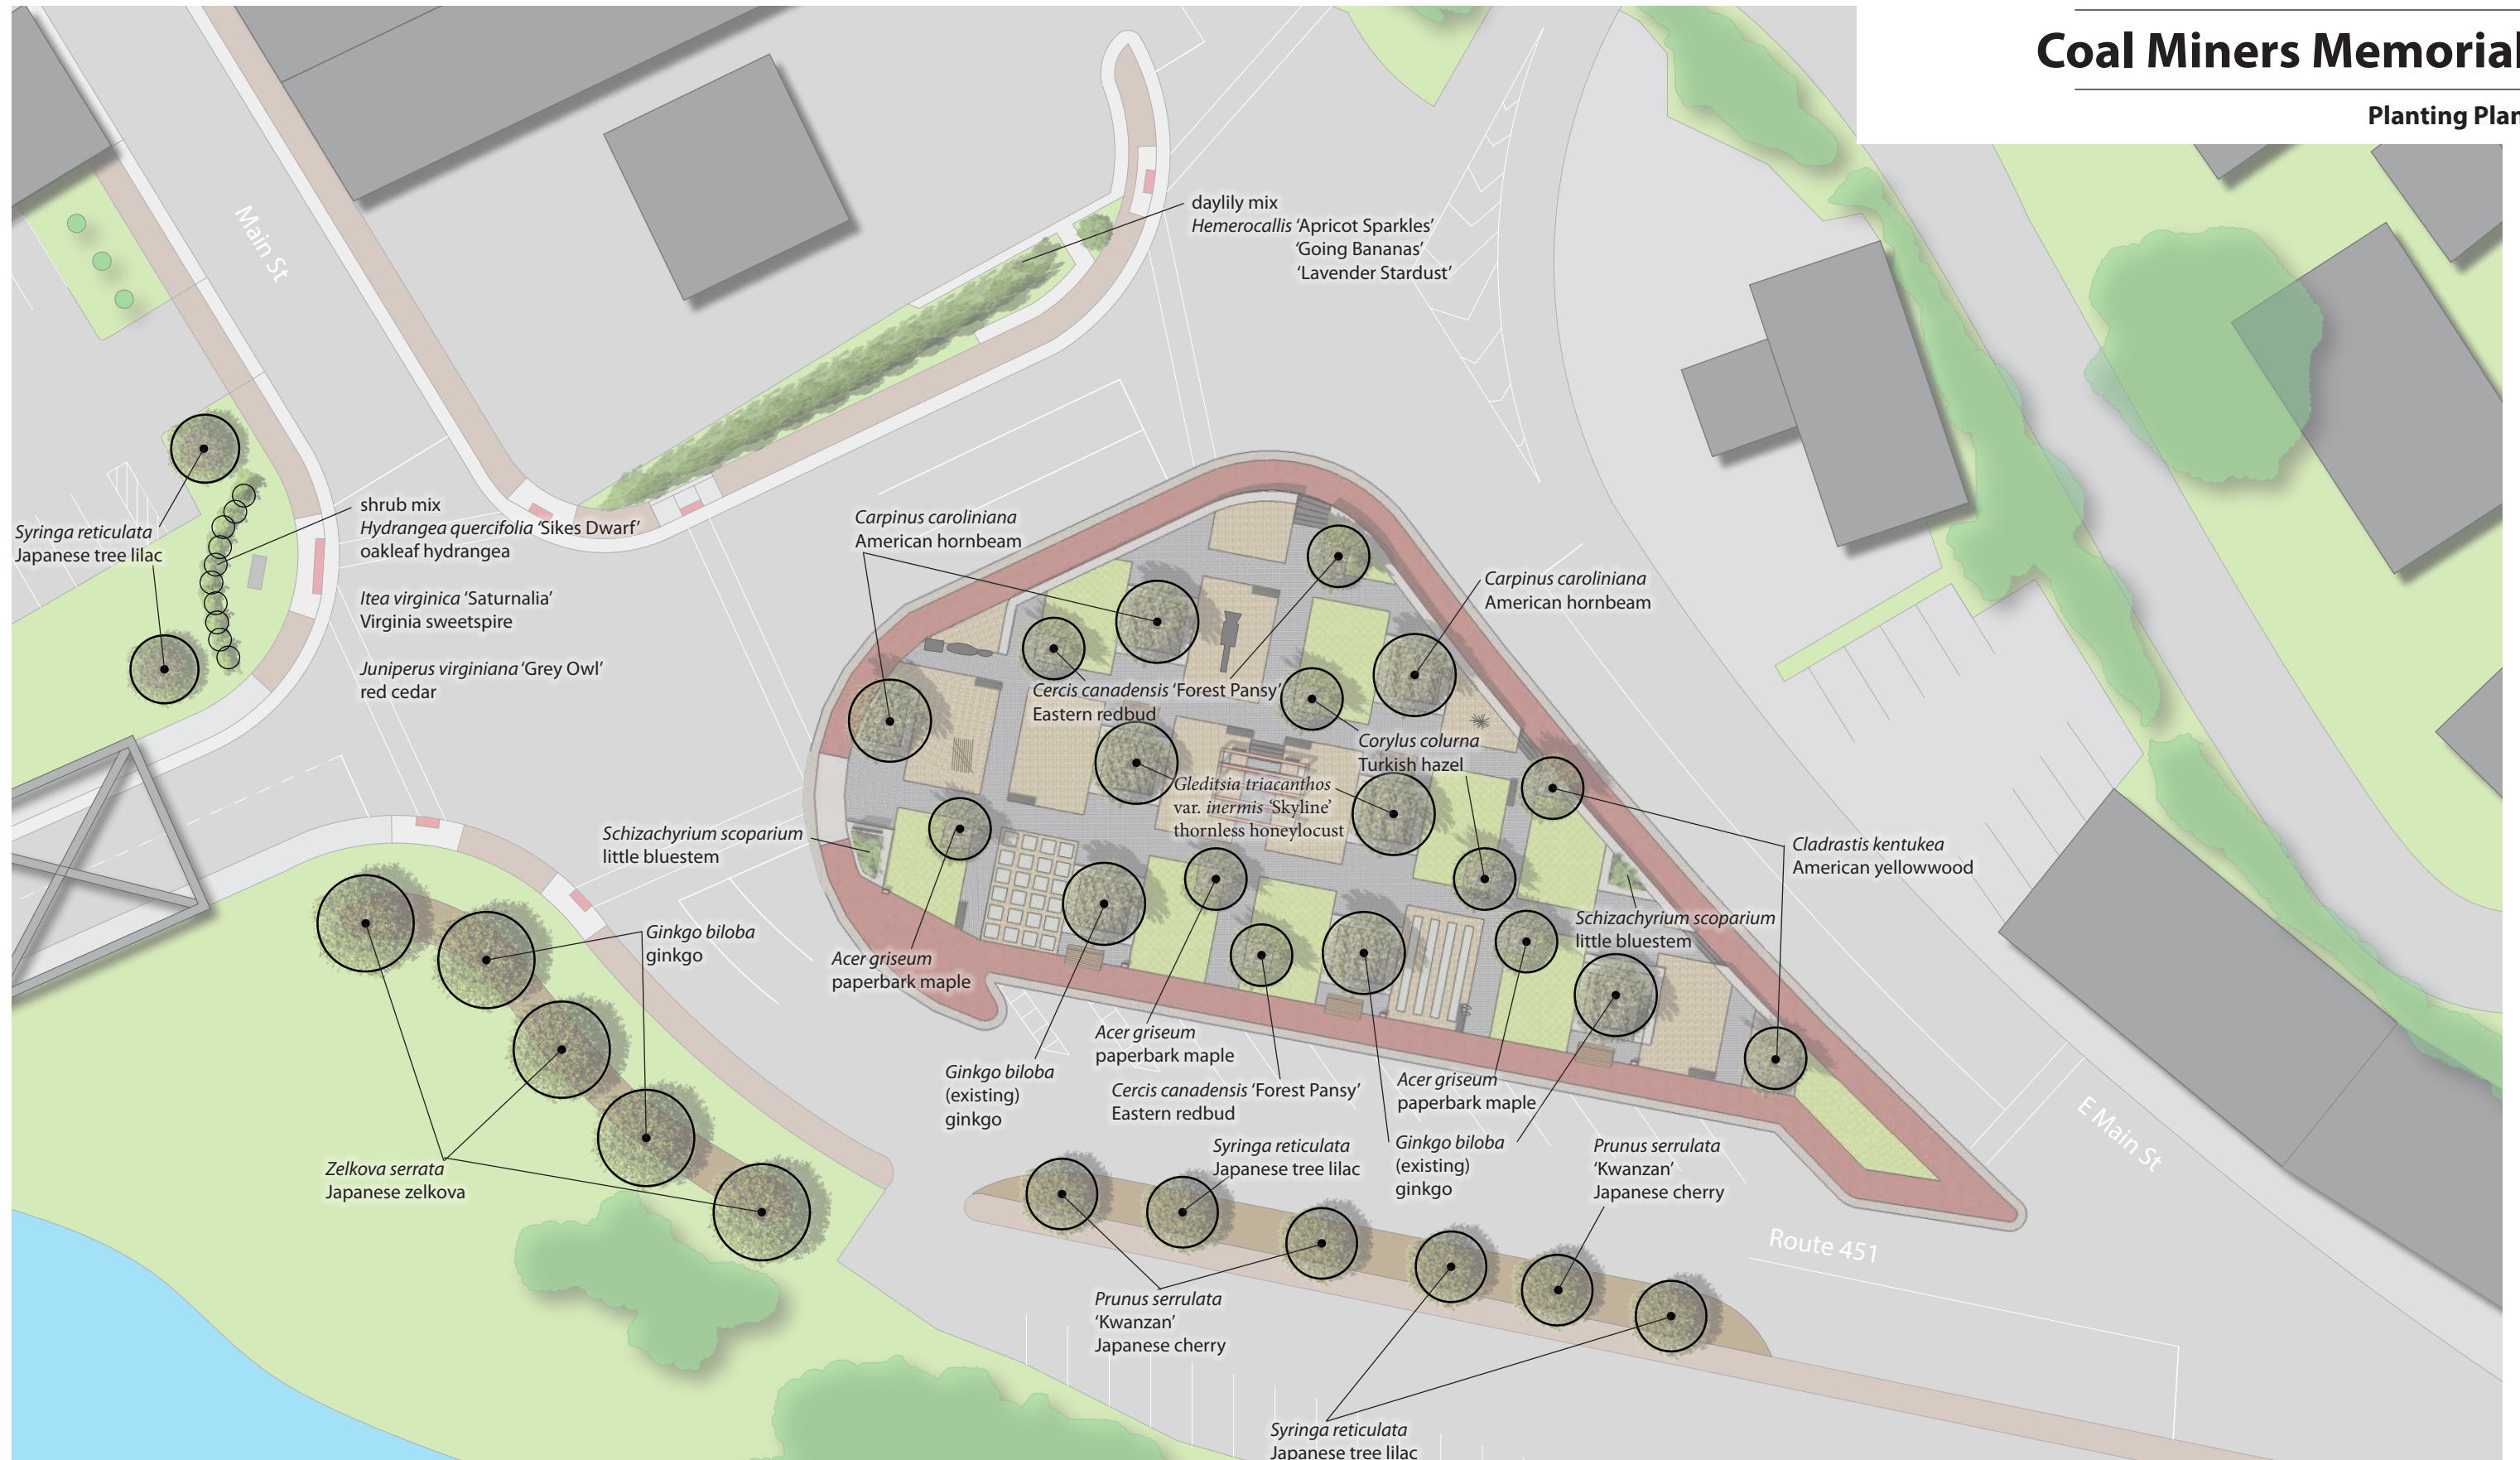 Coal Miners Memorial
Planting Plan
Main St
daylily mix
Hemerocallis ‘Apricot Sparkles’
‘Going Bananas’
‘Lavender Stardust’
Syringa reticulata
Japanese tree lilac
shrub mix
Hydrangea quercifolia ‘Sikes Dwarf’
oakleaf hydrangea
Itea virginica ‘Saturnalia’
Virginia sweetspire
Juniperus virginiana ‘Grey Owl’
red cedar
Carpinus caroliniana
American hornbeam
Carpinus caroliniana
American hornbeam
Cercis canadensis ‘Forest Pansy’
Eastern redbud
Corylus colurna
Turkish hazel
Gleditsia triacanthos
var. inermis ‘Skyline’
thornless honeylocust
Schizachyrium scoparium
little bluestem
Cladrastis kentukea
American yellowwood
Schizachyrium scoparium
little bluestem
Ginkgo biloba
ginkgo
Acer griseum
paperbark maple
Acer griseum
paperbark maple
Ginkgo biloba
(existing)
ginkgo
Cercis canadensis ‘Forest Pansy’
Eastern redbud
Acer griseum
paperbark maple
Ginkgo biloba
(existing)
ginkgo
Zelkova serrata
Japanese zelkova
Syringa reticulata
Japanese tree lilac
Prunus serrulata
‘Kwanzan’
Japanese cherry
E Main St
Route 451
Prunus serrulata
‘Kwanzan’
Japanese cherry
Syringa reticulata
Japanese tree lilac